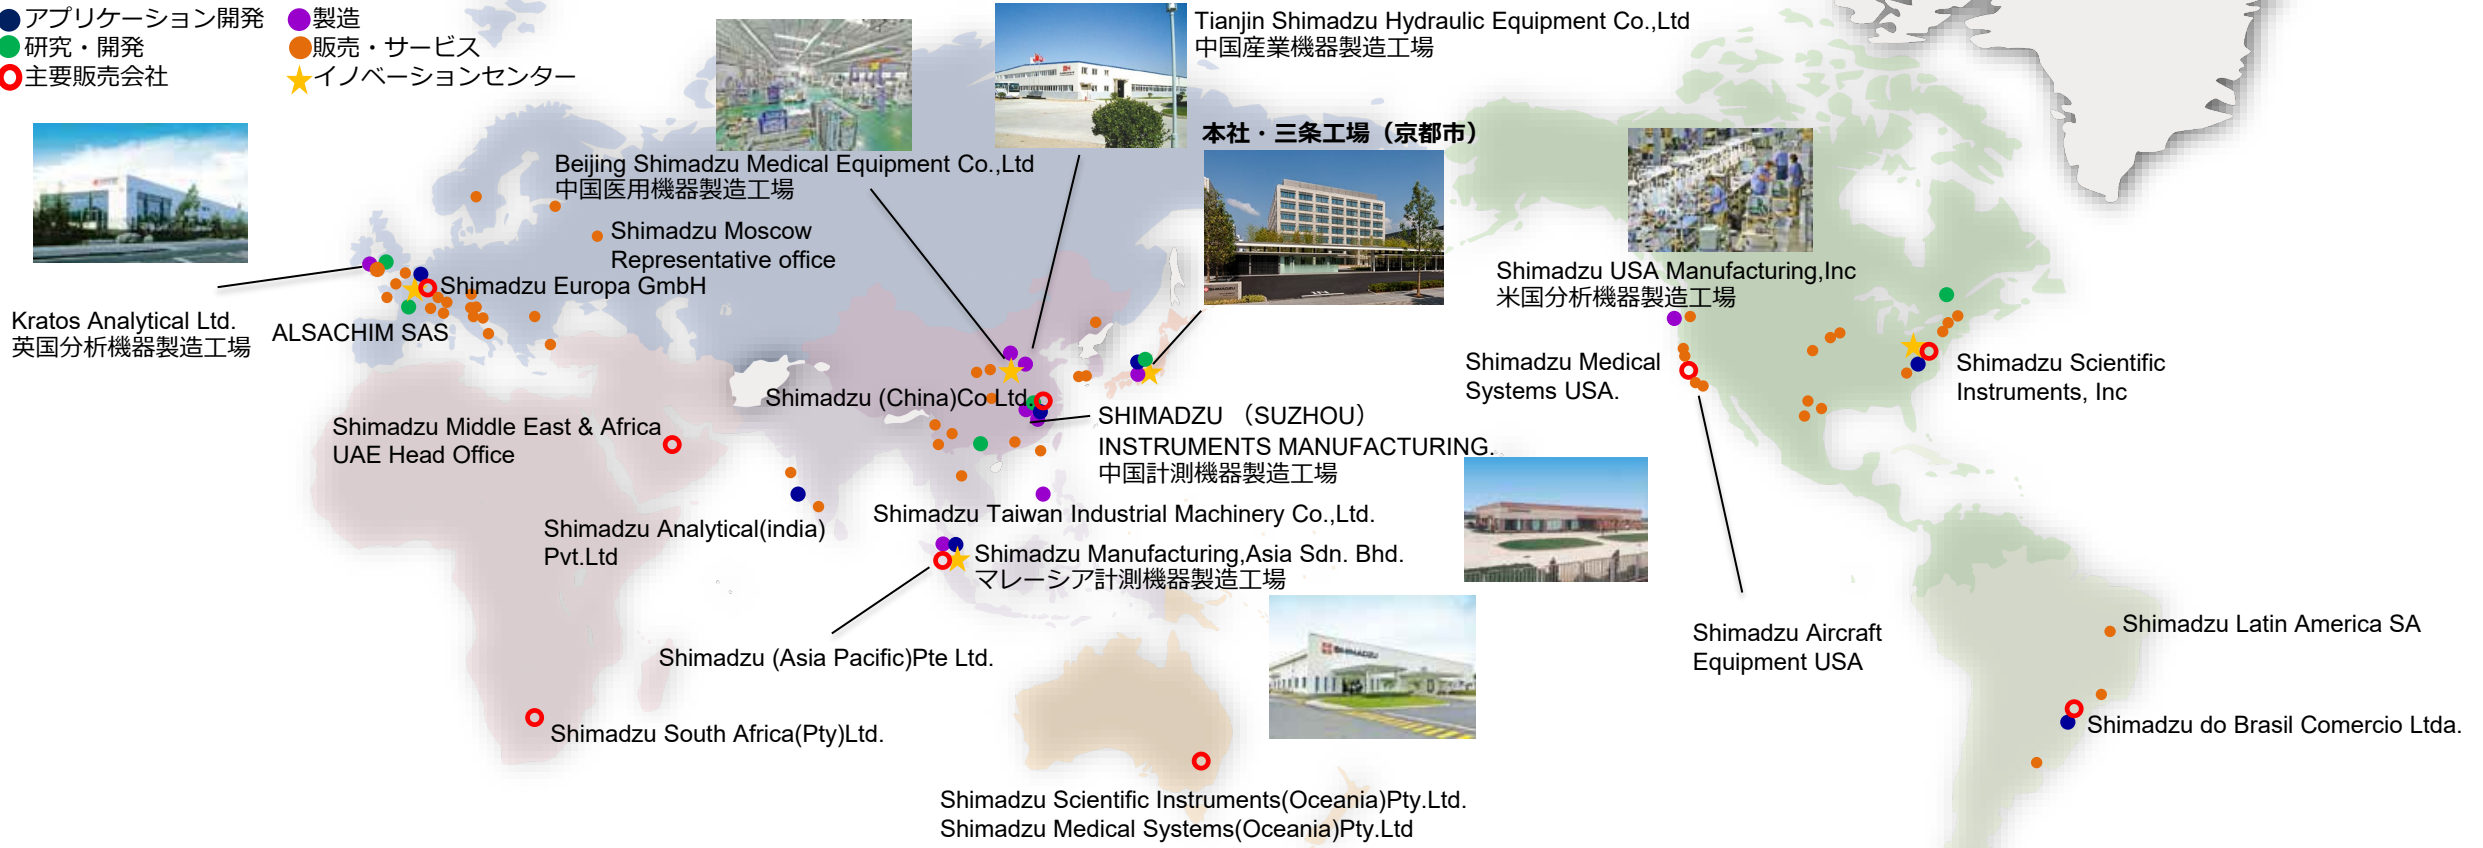 アプリケーション開発
製造
研究・開発
販売・サービス
主要販売会社
イノベーションセンター
Tianjin Shimadzu Hydraulic Equipment Co.,Ltd
中国産業機器製造工場
本社・三条工場（京都市）
Beijing Shimadzu Medical Equipment Co.,Ltd
中国医用機器製造工場
Shimadzu Moscow
Representative office
Shimadzu Europa GmbH
Kratos Analytical Ltd.
英国分析機器製造工場
ALSACHIM SAS
Shimadzu USA Manufacturing,Inc
米国分析機器製造工場
Shimadzu Medical
Systems USA.
Shimadzu Scientific
Instruments, Inc
Shimadzu (China)Co Ltd.
SHIMADZU （SUZHOU）
INSTRUMENTS MANUFACTURING.
中国計測機器製造工場
Shimadzu Middle East & Africa
UAE Head Office
Shimadzu Analytical(india)
Pvt.Ltd
Shimadzu Taiwan Industrial Machinery Co.,Ltd.
Shimadzu Manufacturing,Asia Sdn. Bhd.
マレーシア計測機器製造工場
Shimadzu (Asia Pacific)Pte Ltd.
SHIMADZU
Shimadzu Aircraft
Equipment USA
Shimadzu Latin America SA
Shimadzu South Africa(Pty)Ltd.
Shimadzu do Brasil Comercio Ltda.
Shimadzu Scientific Instruments(Oceania)Pty.Ltd.
Shimadzu Medical Systems(Oceania)Pty.Ltd